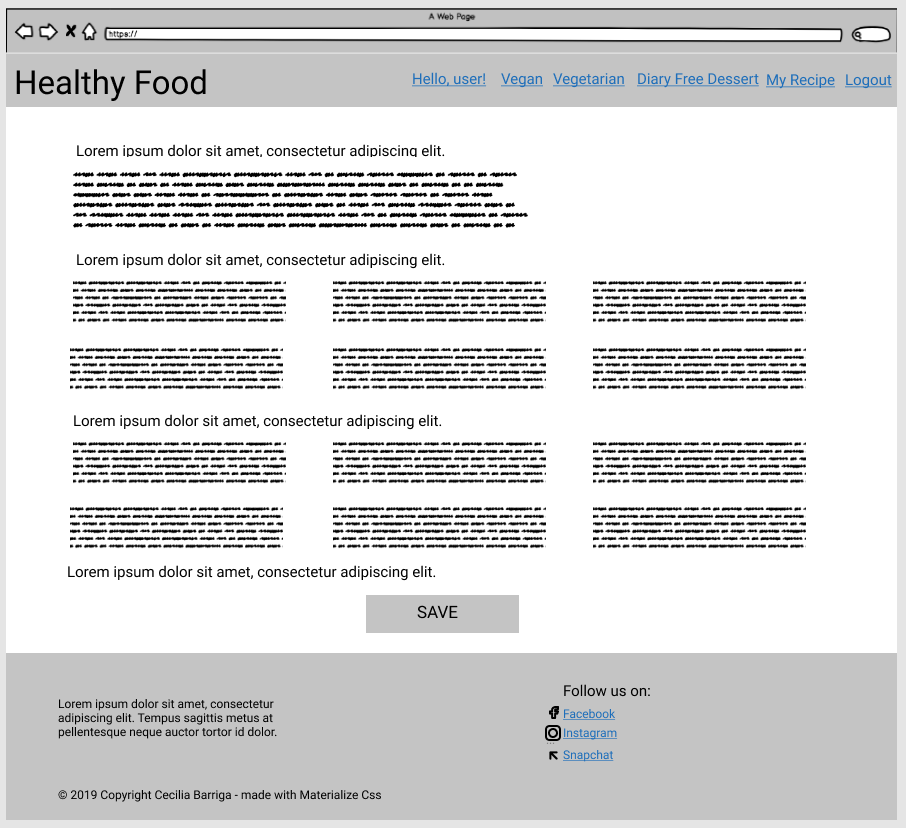 A Web Page
https://
Healthy Food
Hello, user! Vegan Vegetarian Diary Free Dessert My Recipe Logout
Lorem ipsum dolor sit amet, consectetur adipiscing elit.
Lorem ipsum dolor sit amet, consectetur adipiscing elit.
Lorem ipsum dolor sit amet, consectetur adipiscing elit.
Lorem ipsum dolor sit amet, consectetur adipiscing elit.
SAVE
Lorem ipsum dolor sit amet, consectetur
adipiscing elit. Tempus sagittis metus at
pellentesque neque auctor tortor id dolor.
Follow us on:
Facebook
Instagram
Snapchat
© 2019 Copyright Cecilia Barriga - made with Materialize Css